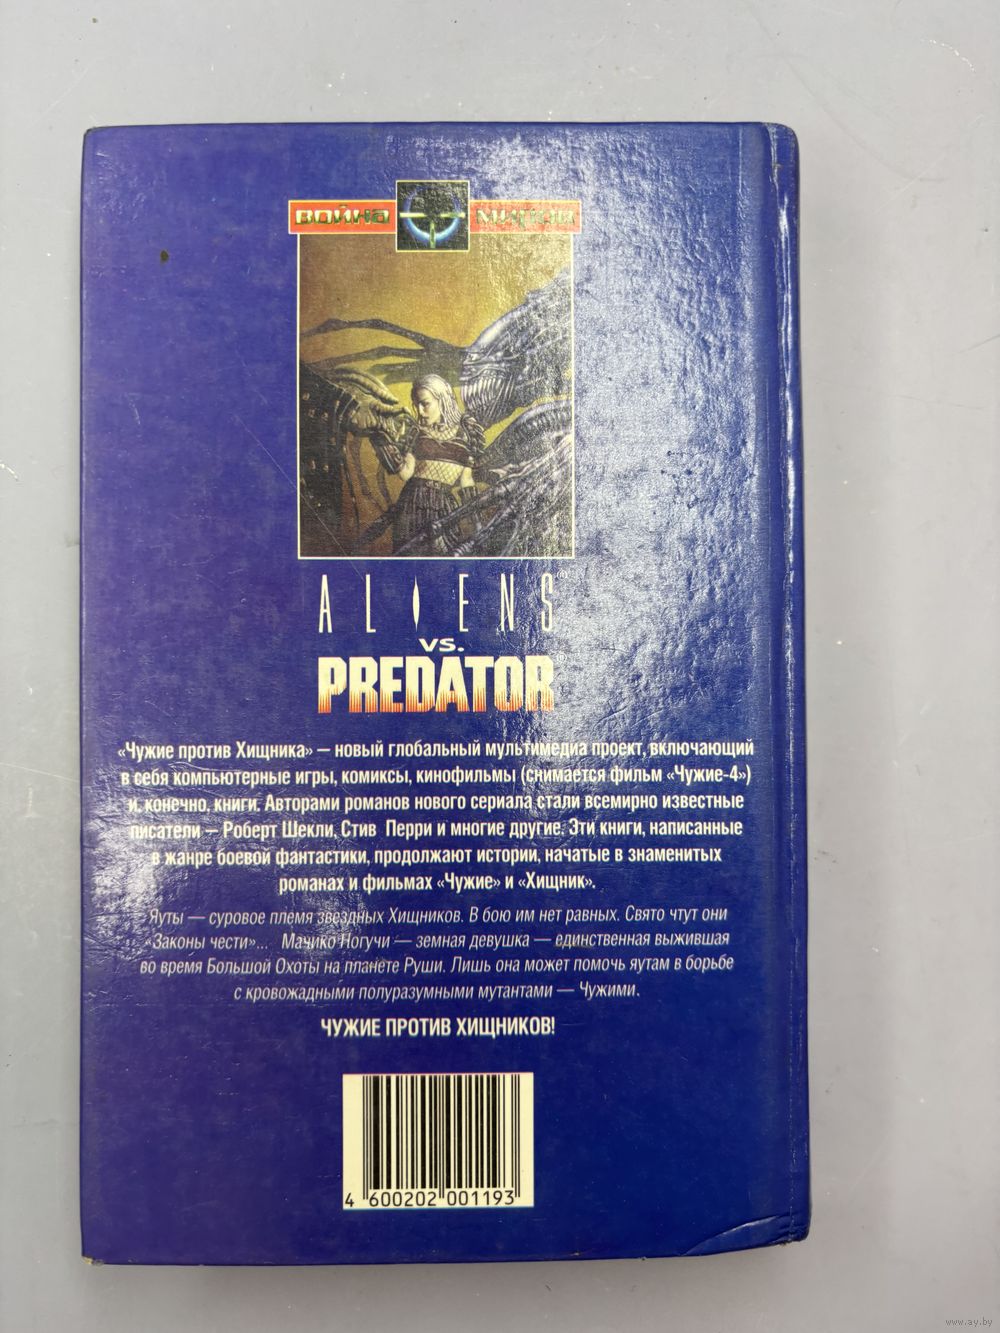 ВОЙНА МИРОВ
ALIENS
VS.
PREDATOR
«Чужие против Хищника» — новый глобальный мультимедиа проект, включающий
в себя компьютерные игры, комиксы, кинофильмы (снимается фильм «Чужие-4»)
и, конечно, книги. Авторами романов нового сериала стали всемирно известные
писатели — Роберт Шекли, Стив Перри и многие другие. Эти книги, написанные
в жанре боевой фантастики, продолжают истории, начатые в знаменитых
романах и фильмах «Чужие» и «Хищник».
Яуты — суровое племя звездных Хищников. В бою им нет равных. Свято чтут они
«Законы чести»... Мачико Ногучи — земная девушка — единственная выжившая
во время Большой Охоты на планете Руши. Лишь она может помочь яутам в борьбе
с кровожадными полуразумными мутантами — Чужими.
ЧУЖИЕ ПРОТИВ ХИЩНИКОВ!
4 600202 001193
www.ay.by